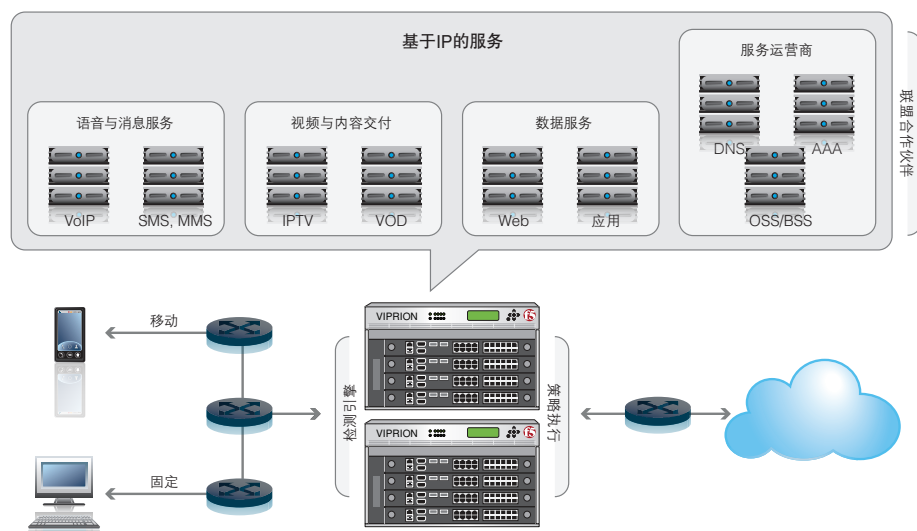 基于IP的服务
服务运营商
DNS
AAA
OSS/BSS
语音与消息服务
VoIP
SMS, MMS
视频与内容交付
IPTV
VOD
数据服务
Web
应用
联盟合作伙伴
移动
固定
检测引擎
VIPRION
f5
VIPRION
f5
策略执行